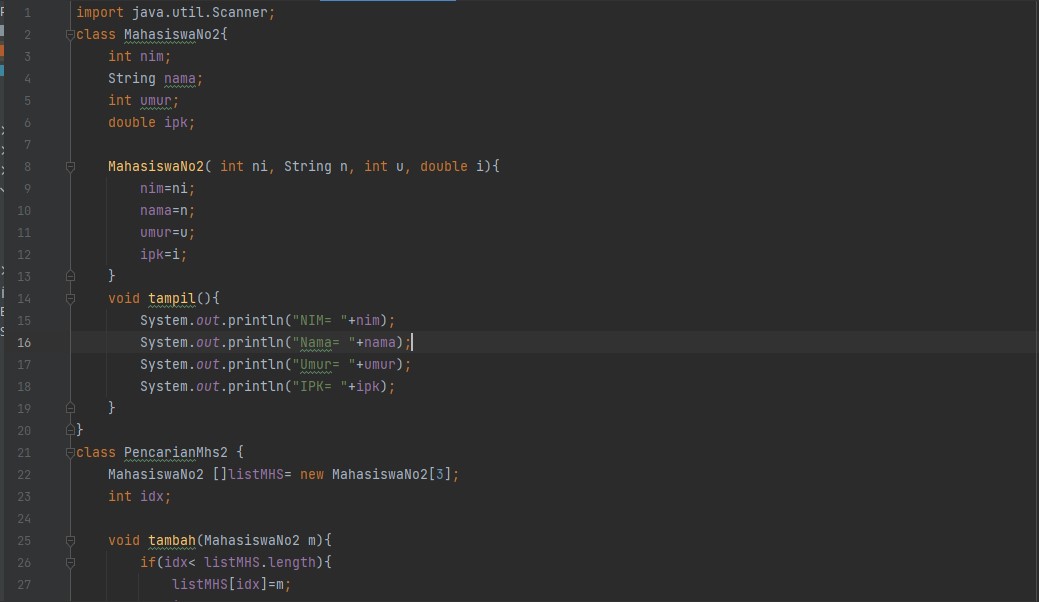 1 import java.util.Scanner;
2 class MahasiswaNo2{
3     int nim;
4     String nama;
5     int umur;
6     double ipk;
7
8     MahasiswaNo2( int ni, String n, int u, double i){
9         nim=ni;
10         nama=n;
11         umur=u;
12         ipk=i;
13     }
14     void tampil(){
15         System.out.println("NIM= "+nim);
16         System.out.println("Nama= "+nama);
17         System.out.println("Umur= "+umur);
18         System.out.println("IPK= "+ipk);
19     }
20 }
21 class PencarianMhs2 {
22     MahasiswaNo2 []listMHS= new MahasiswaNo2[3];
23     int idx;
24
25     void tambah(MahasiswaNo2 m){
26         if(idx< listMHS.length){
27             listMHS[idx]=m;